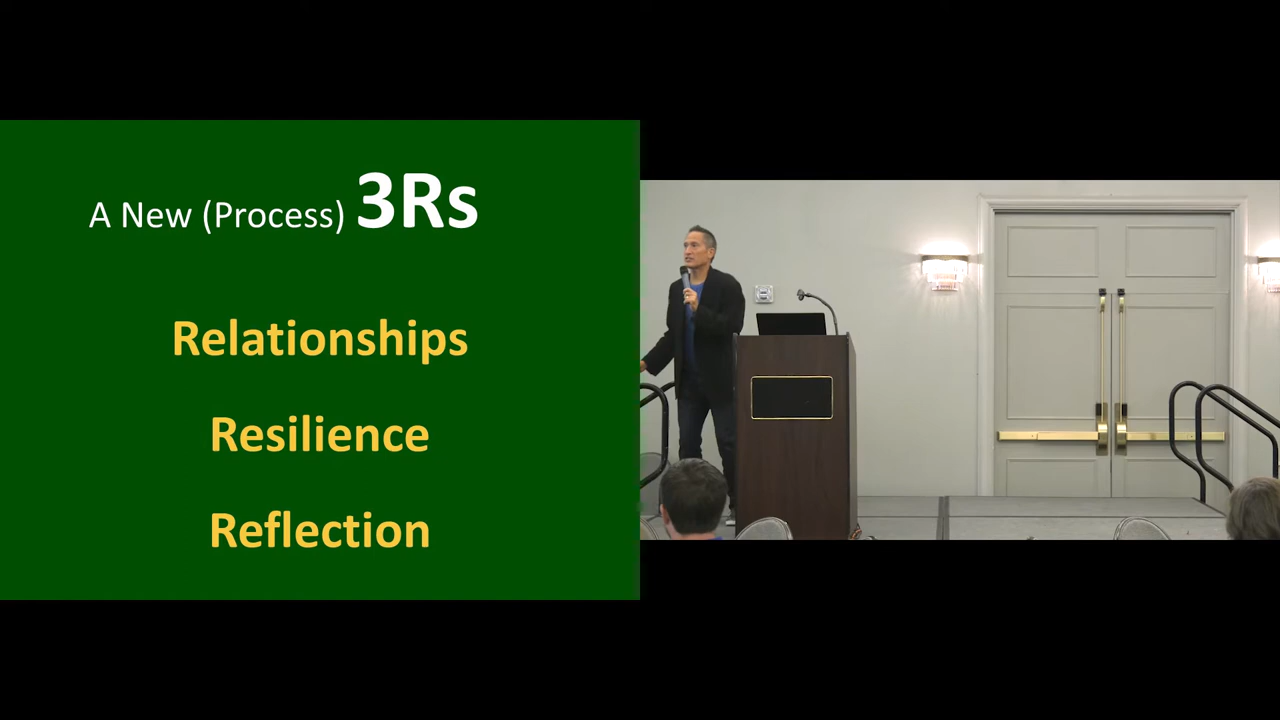 A New (Process) 3Rs
Relationships
Resilience
Reflection